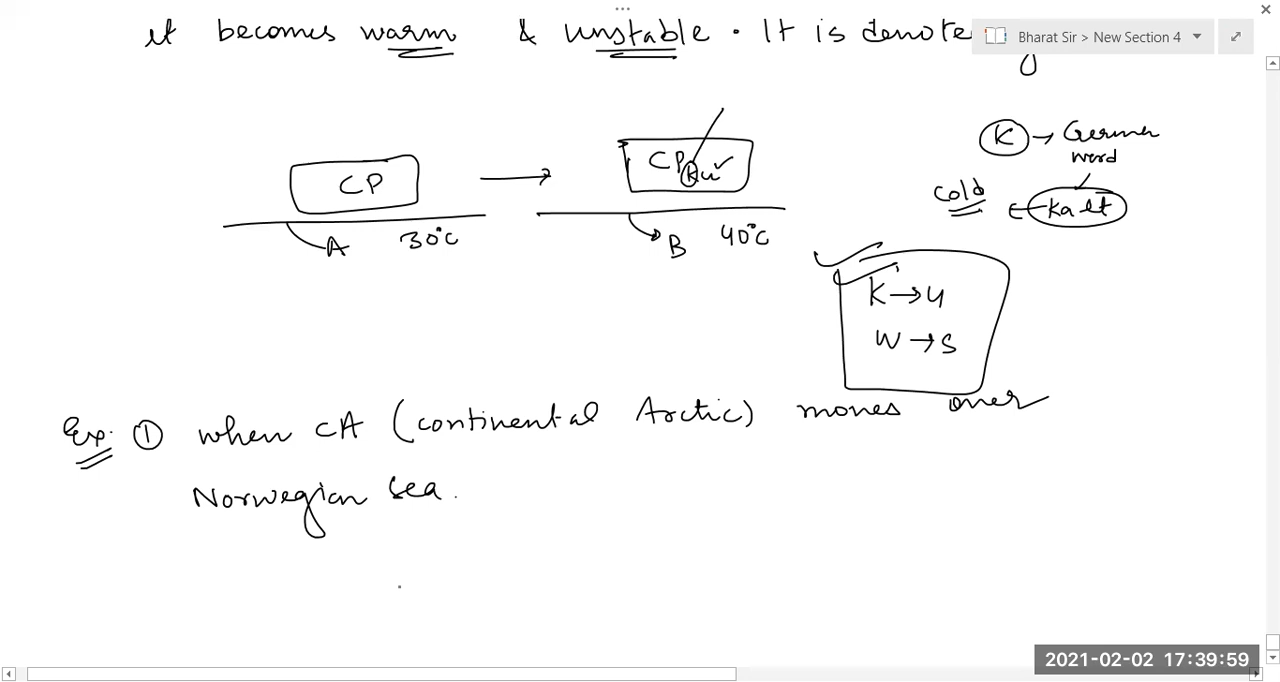 it becomes warm & unstable. It is denote
Bharat Sir > New Section 4
K → German
word
cold ← Kalt
CP → CPKu
A 30°C B 40°C
K → u
W → S
Ex. ① when cA (continental Arctic) moves over
Norwegian sea.
2021-02-02 17:39:59